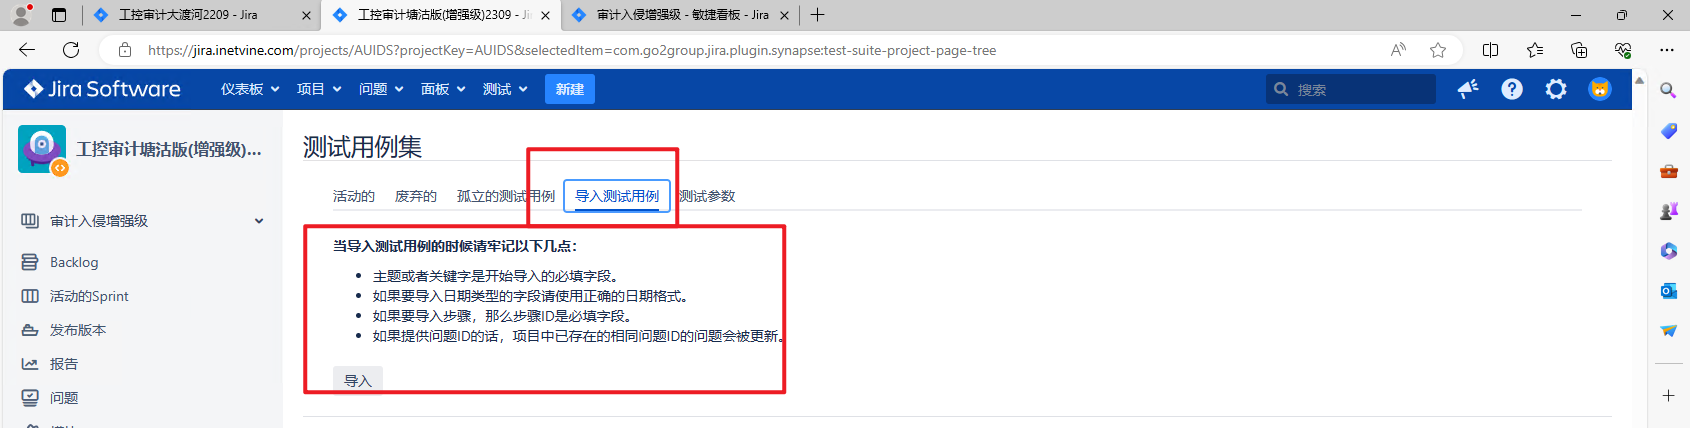 工控审计大渡河2209 - Jira
工控审计塘沽版(增强级)2309 - Ji
审计入侵增强级 - 敏捷看板 - Jira
https://jira.inetvine.com/projects/AUIDS?projectKey=AUIDS&selectedItem=com.go2group.jira.plugin.synapse:test-suite-project-page-tree
Jira Software 仪表板 项目 问题 面板 测试 新建 搜索
工控审计塘沽版(增强级)...
审计入侵增强级
Backlog
活动的Sprint
发布版本
报告
问题
测试用例集
活动的 废弃的 孤立的测试用例 导入测试用例 测试参数
当导入测试用例的时候请牢记以下几点：
主题或者关键字是开始导入的必填字段。
如果要导入日期类型的字段请使用正确的日期格式。
如果要导入步骤，那么步骤ID是必填字段。
如果提供问题ID的话，项目中已存在的相同问题ID的问题会被更新。
导入